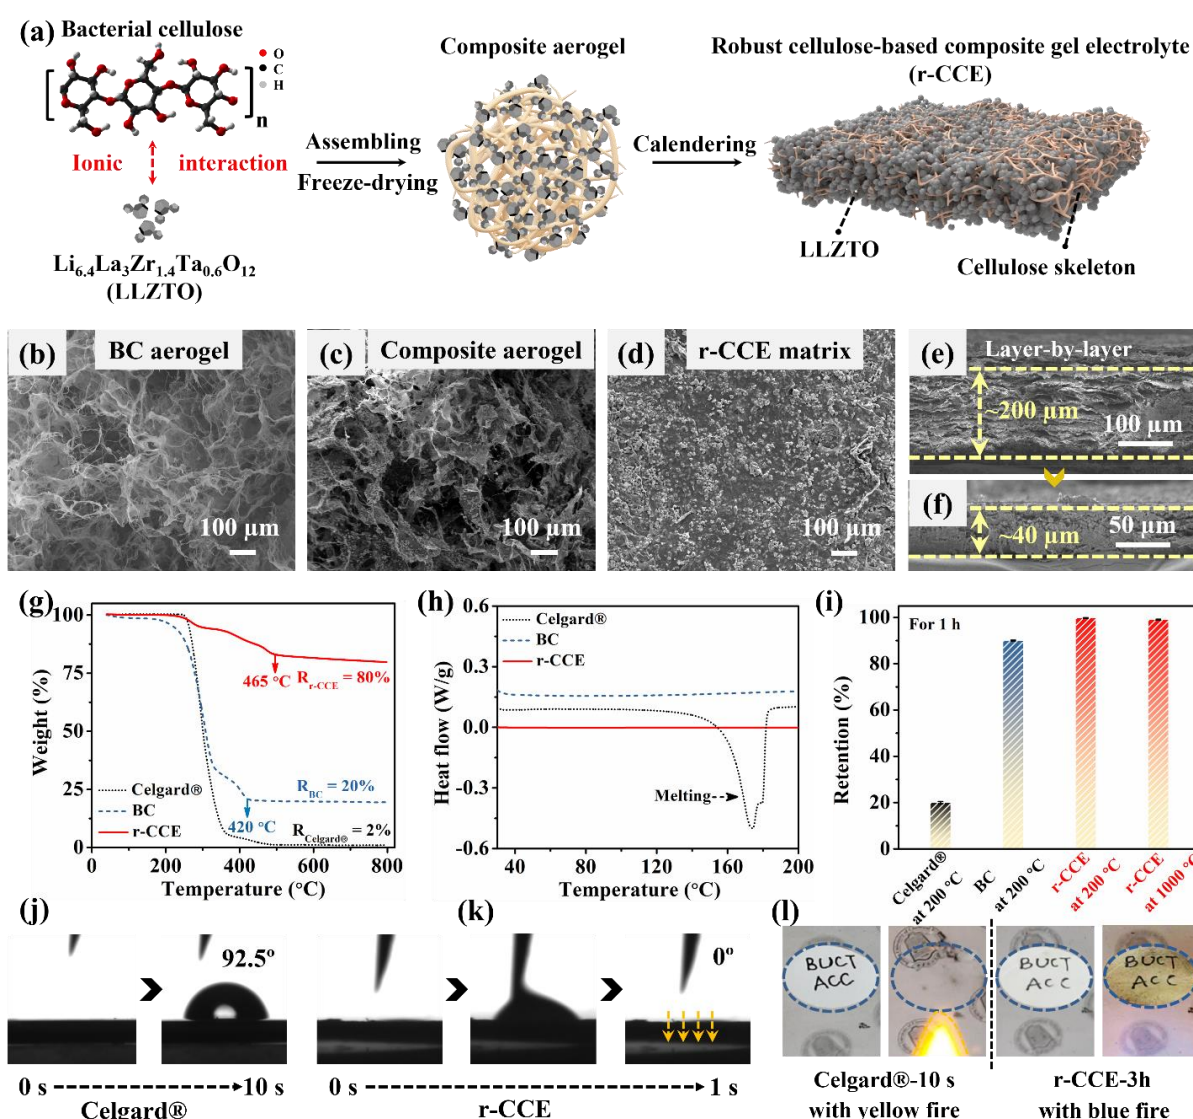 (a)
Bacterial cellulose
O
C
H
n
Ionic interaction
Li6.4La3Zr1.4Ta0.6O12
(LLZTO)
Assembling
Freeze-drying
Composite aerogel
Calendering
Robust cellulose-based composite gel electrolyte
(r-CCE)
LLZTO
Cellulose skeleton
(b) BC aerogel
100 µm
(c) Composite aerogel
100 µm
(d) r-CCE matrix
100 µm
(e) Layer-by-layer
~200 µm
100 µm
(f)
~40 µm
50 µm
(g)
Weight (%)
100
75
50
25
0
465 °C
Rr-CCE = 80%
RBC = 20%
420 °C
RCelgard® = 2%
Celgard®
BC
r-CCE
0 200 400 600 800
Temperature (°C)
(h)
Heat flow (W/g)
0.6
0.3
0.0
-0.3
-0.6
Celgard®
BC
r-CCE
Melting
40 80 120 160 200
Temperature (°C)
(i)
For 1 h
Retention (%)
100
80
60
40
20
0
Celgard®
at 200 °C
BC
at 200 °C
r-CCE
at 200 °C
r-CCE
at 1000 °C
(j)
92.5°
0 s 10 s
Celgard®
(k)
0°
0 s 1 s
r-CCE
(l)
BUCT
ACC
BUCT
ACC
BUCT
ACC
Celgard®-10 s
with yellow fire
r-CCE-3h
with blue fire